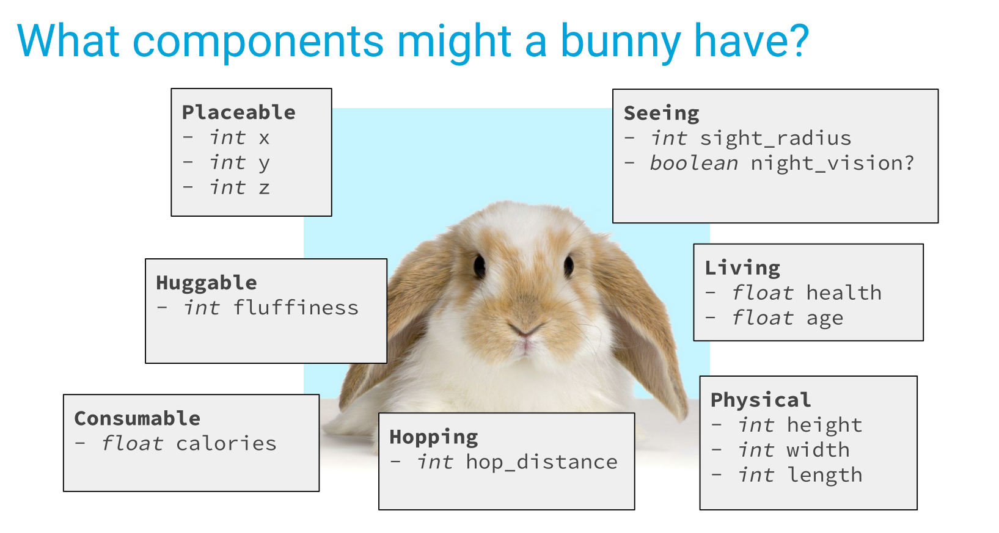 What components might a bunny have?
Placeable
- int x
- int y
- int z
Seeing
- int sight_radius
- boolean night_vision?
Huggable
- int fluffiness
Living
- float health
- float age
Consumable
- float calories
Hopping
- int hop_distance
Physical
- int height
- int width
- int length